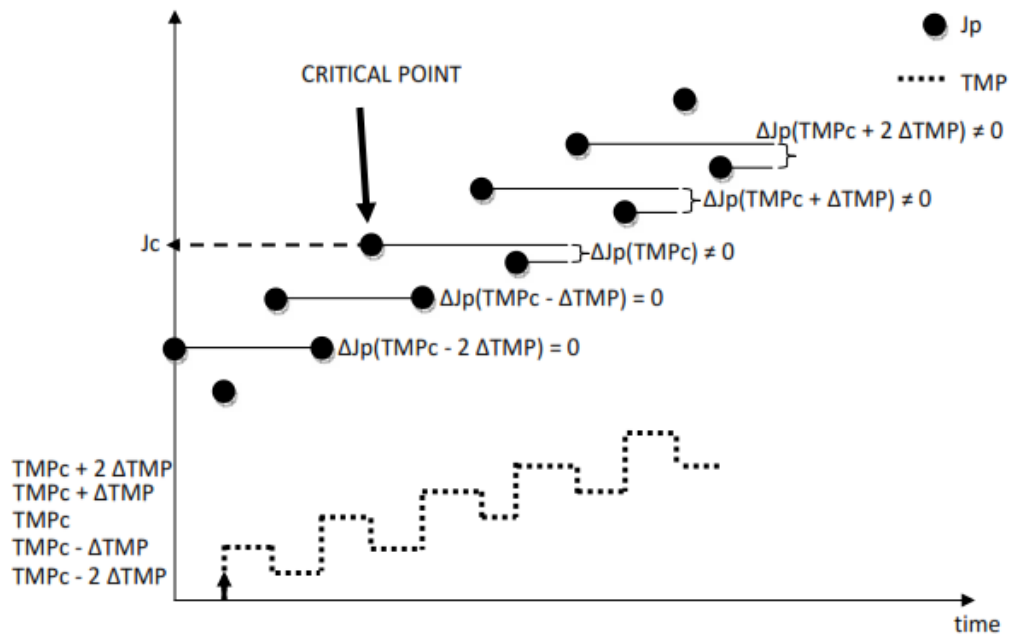 Jp
TMP
CRITICAL POINT
ΔJp(TMPc + 2 ΔTMP) ≠ 0
ΔJp(TMPc + ΔTMP) ≠ 0
Jc
ΔJp(TMPc) ≠ 0
ΔJp(TMPc - ΔTMP) = 0
ΔJp(TMPc - 2 ΔTMP) = 0
TMPc + 2 ΔTMP
TMPc + ΔTMP
TMPc
TMPc - ΔTMP
TMPc - 2 ΔTMP
time